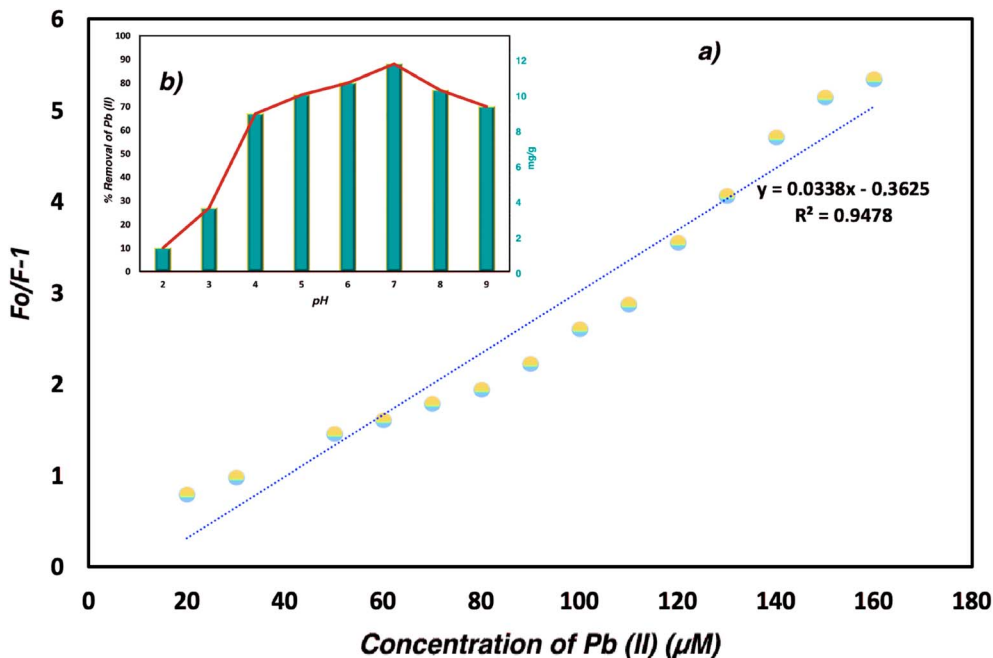 6
5
4
3
2
1
0
Fo/F-1
a)
y = 0.0338x - 0.3625
R² = 0.9478
0 20 40 60 80 100 120 140 160 180
Concentration of Pb (II) (µM)
b)
100
90
80
70
60
50
40
30
20
10
0
% Removal of Pb (II)
12
10
8
6
4
2
0
mg/g
2 3 4 5 6 7 8 9
pH